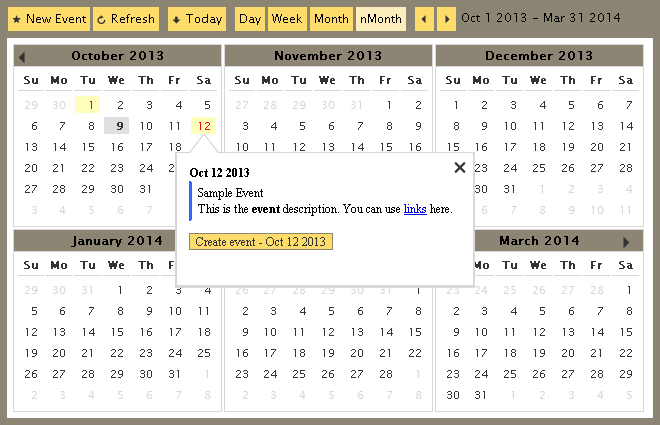 New Event Refresh Today Day Week Month nMonth Oct 1 2013 – Mar 31 2014
October 2013
Su Mo Tu We Th Fr Sa
29 30 1 2 3 4 5
6 7 8 9 10 11 12
13 14 15 16 17 18
20 21 22 23 24
27 28 29 30 31
3 4 5 6 7
November 2013
Su Mo Tu We Th Fr Sa
27 28 29 30 31 1 2
3 4 5 6 7 8 9
10 11 12 13 14 15 16
December 2013
Su Mo Tu We Th Fr Sa
1 2 3 4 5 6 7
8 9 10 11 12 13 14
15 16 17 18 19 20 21
23 24 25 26 27 28
30 31 1 2 3 4
6 7 8 9 10 11
Oct 12 2013
Sample Event
This is the event description. You can use links here.
Create event - Oct 12 2013
January 2014
Su Mo Tu We Th
29 30 31 1 2 3 4
5 6 7 8 9 10 11
12 13 14 15 16 17 18
19 20 21 22 23 24 25
26 27 28 29 30 31 1
2 3 4 5 6 7 8
26 27 28 29 30 31 1
2 3 4 5 6 7 8
9 10 11 12 13 14 15
16 17 18 19 20 21 22
23 24 25 26 27 28 1
2 3 4 5 6 7 8
March 2014
Mo Tu We Th Fr Sa
23 24 25 26 27 28 1
2 3 4 5 6 7 8
9 10 11 12 13 14 15
16 17 18 19 20 21 22
23 24 25 26 27 28 29
30 31 1 2 3 4 5